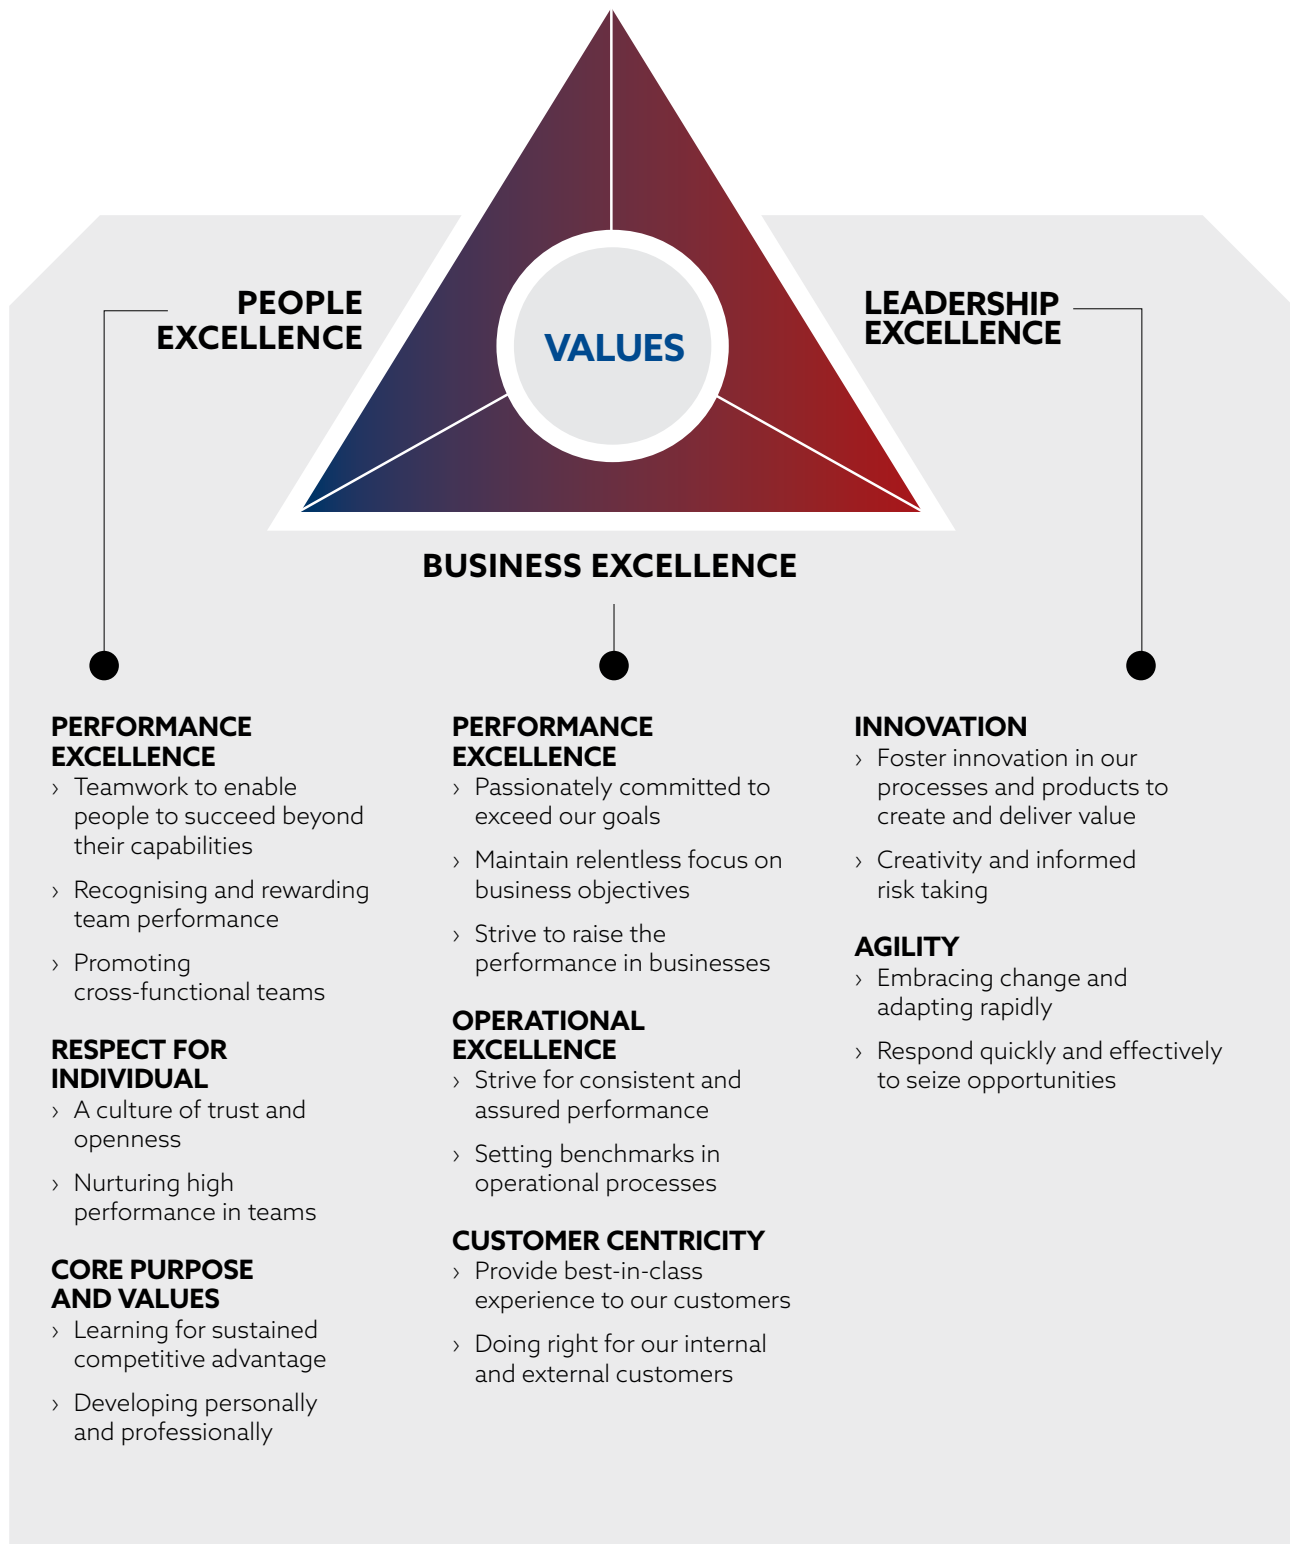 PEOPLE
EXCELLENCE
VALUES
LEADERSHIP
EXCELLENCE
BUSINESS EXCELLENCE
PERFORMANCE
EXCELLENCE
› Teamwork to enable
people to succeed beyond
their capabilities
› Recognising and rewarding
team performance
› Promoting
cross-functional teams
RESPECT FOR
INDIVIDUAL
› A culture of trust and
openness
› Nurturing high
performance in teams
CORE PURPOSE
AND VALUES
› Learning for sustained
competitive advantage
› Developing personally
and professionally
PERFORMANCE
EXCELLENCE
› Passionately committed to
exceed our goals
› Maintain relentless focus on
business objectives
› Strive to raise the
performance in businesses
OPERATIONAL
EXCELLENCE
› Strive for consistent and
assured performance
› Setting benchmarks in
operational processes
CUSTOMER CENTRICITY
› Provide best-in-class
experience to our customers
› Doing right for our internal
and external customers
INNOVATION
› Foster innovation in our
processes and products to
create and deliver value
› Creativity and informed
risk taking
AGILITY
› Embracing change and
adapting rapidly
› Respond quickly and effectively
to seize opportunities